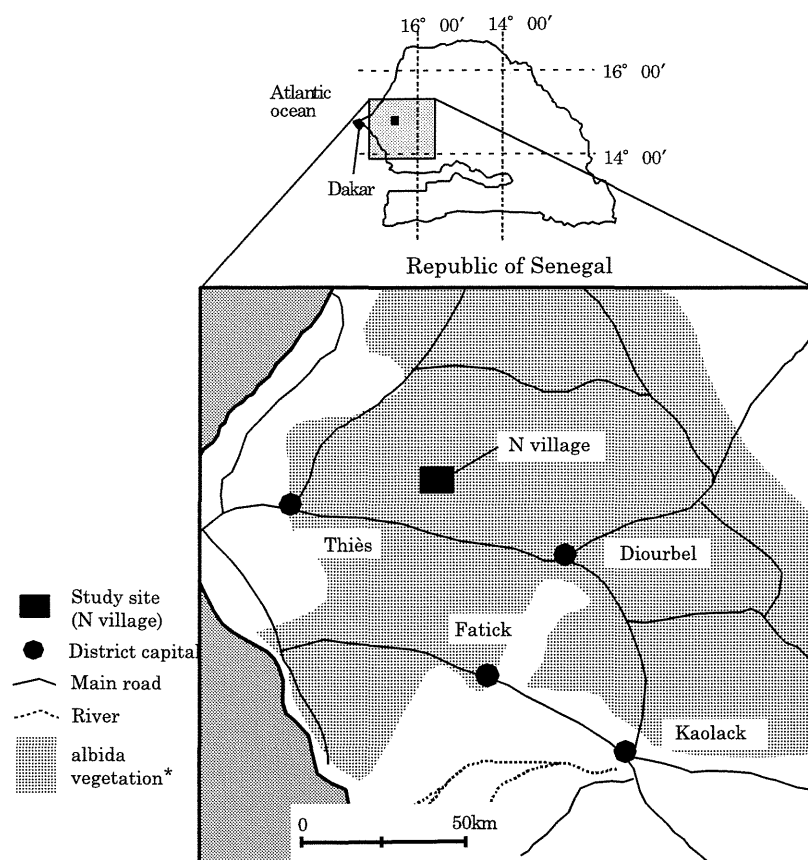 16° 00′ 14° 00′
16° 00′
Atlantic
ocean
14° 00′
Dakar
Republic of Senegal
N village
Thiès
Diourbel
Fatick
Kaolack
Study site
(N village)
District capital
Main road
River
albida
vegetation*
0 50km